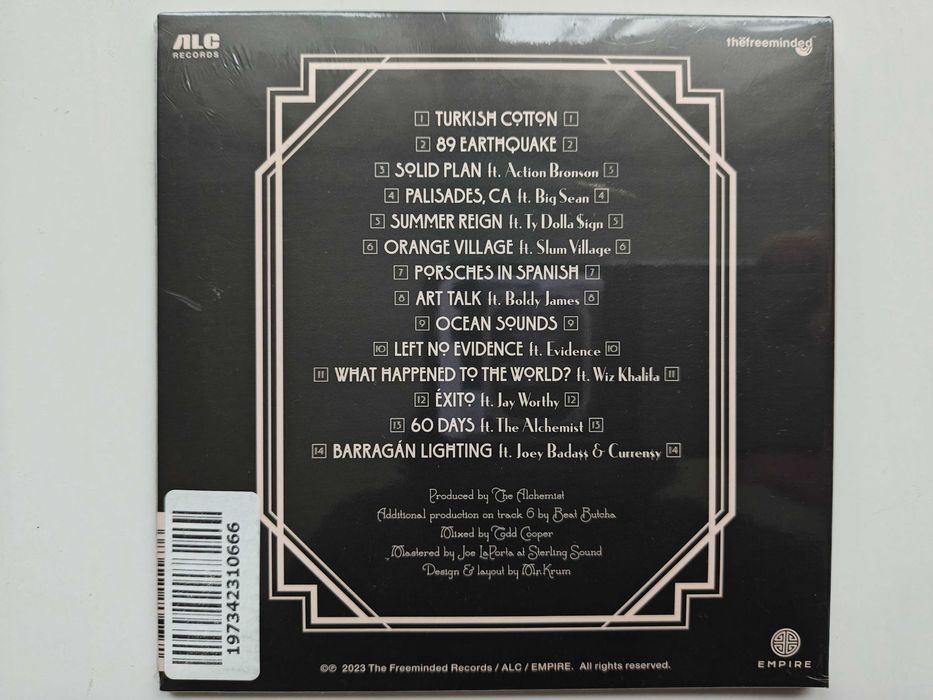 ALC
RECORDS
thefreeminded
1 TURKISH COTTON 1
2 89 EARTHQUAKE 2
3 SOLID PLAN ft. Action Bronson 3
4 PALISADES, CA ft. Big Sean 4
5 SUMMER REIGN ft. Ty Dolla $ign 5
6 ORANGE VILLAGE ft. Slum Village 6
7 PORSCHES IN SPANISH 7
8 ART TALK ft. Boldy James 8
9 OCEAN SOUNDS 9
10 LEFT NO EVIDENCE ft. Evidence 10
11 WHAT HAPPENED TO THE WORLD? ft. Wiz Khalifa 11
12 ÉXITO ft. Jay Worthy 12
13 60 DAYS ft. The Alchemist 13
14 BARRAGÁN LIGHTING ft. Joey Bada$$ & Curren$y 14
Produced by The Alchemist
Additional production on track 6 by Beat Butcha
Mixed by Todd Cooper
Mastered by Joe LaPorta at Sterling Sound
Design & layout by Mr. Krum
197342310666
©℗ 2023 The Freeminded Records / ALC / EMPIRE. All rights reserved.
EMPIRE